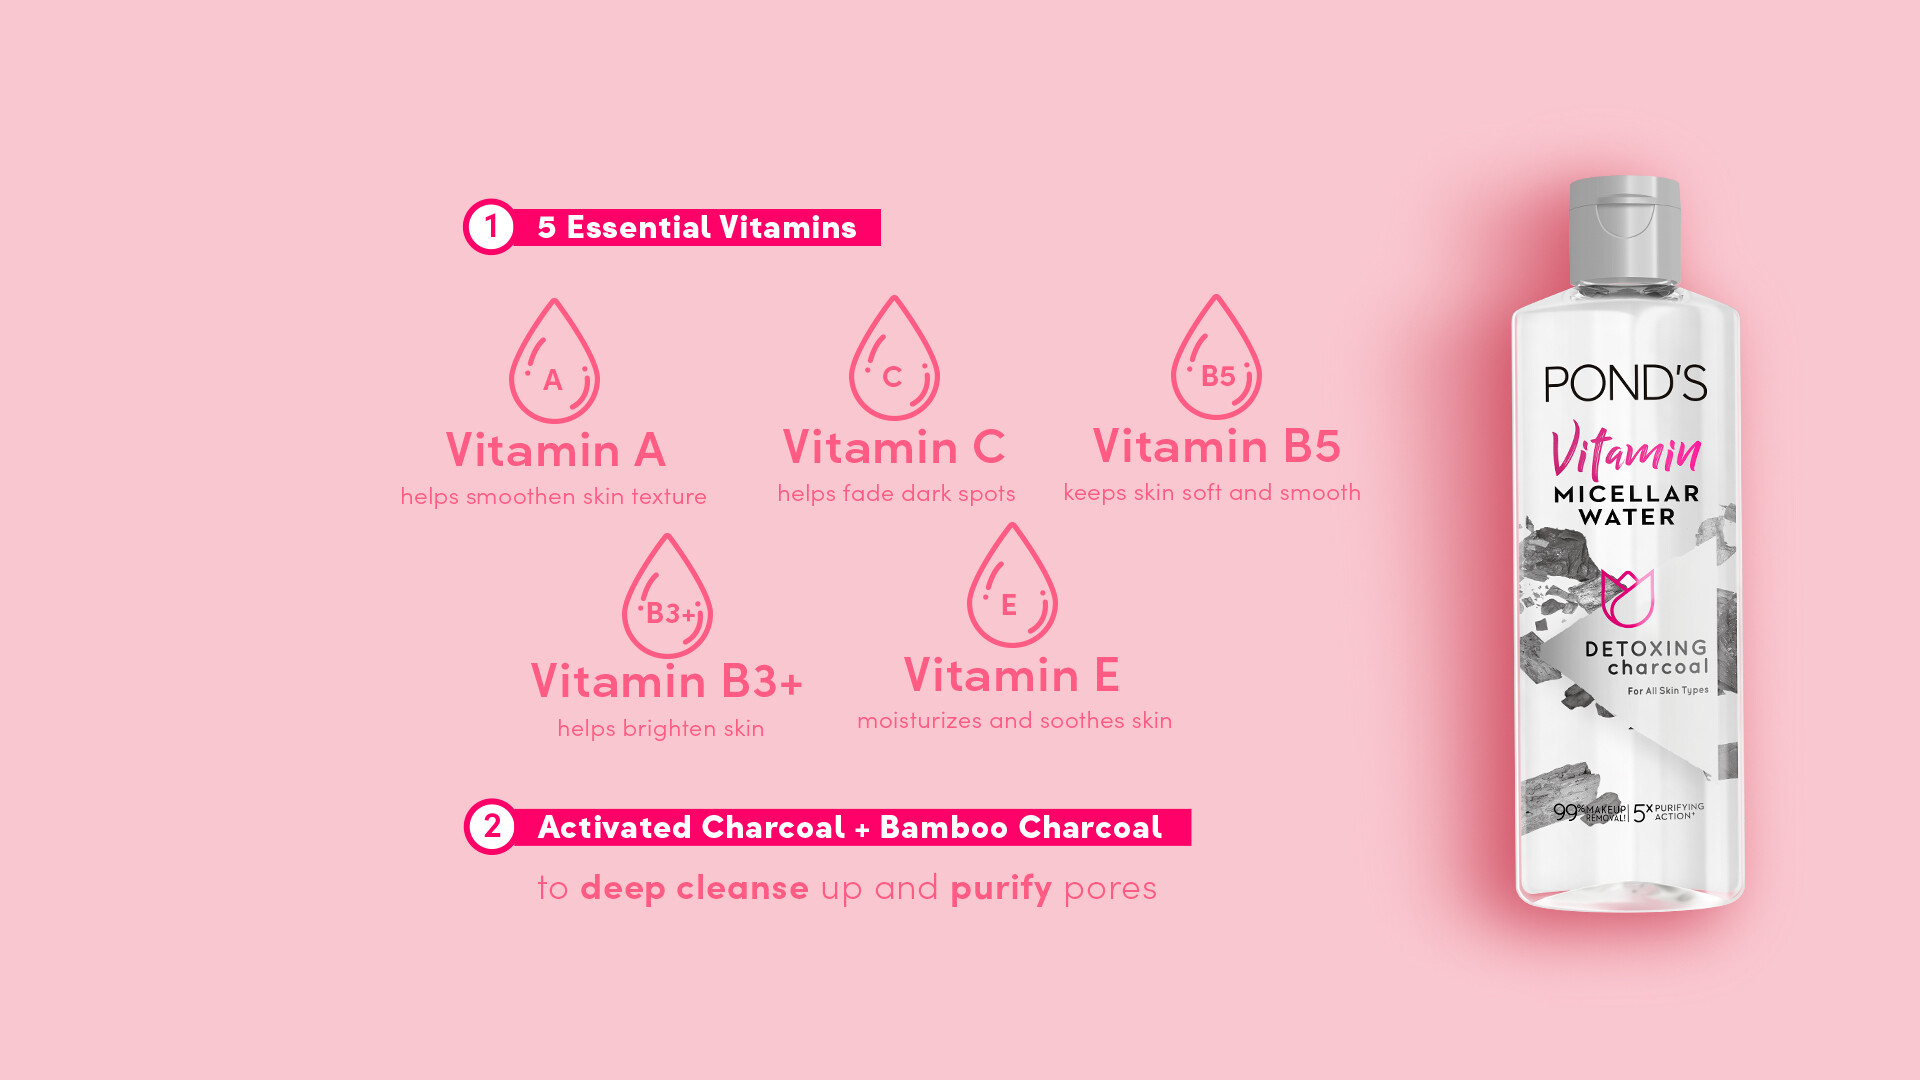 1 5 Essential Vitamins
A
C
B5
Vitamin A
Vitamin C
Vitamin B5
helps smoothen skin texture
helps fade dark spots
keeps skin soft and smooth
B3+
E
Vitamin B3+
Vitamin E
helps brighten skin
moisturizes and soothes skin
2 Activated Charcoal + Bamboo Charcoal
to deep cleanse up and purify pores
POND'S
Vitamin
MICELLAR
WATER
DETOXING
charcoal
For All Skin Types
99% MAKEUP REMOVAL! 5X PURIFYING ACTION+